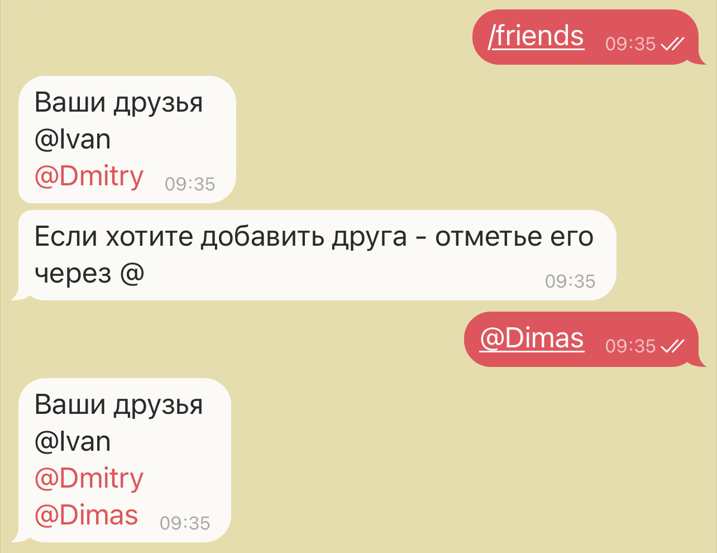 /friends 09:35
Ваши друзья
@Ivan
@Dmitry 09:35
Если хотите добавить друга - отметье его
через @ 09:35
@Dimas 09:35
Ваши друзья
@Ivan
@Dmitry
@Dimas 09:35